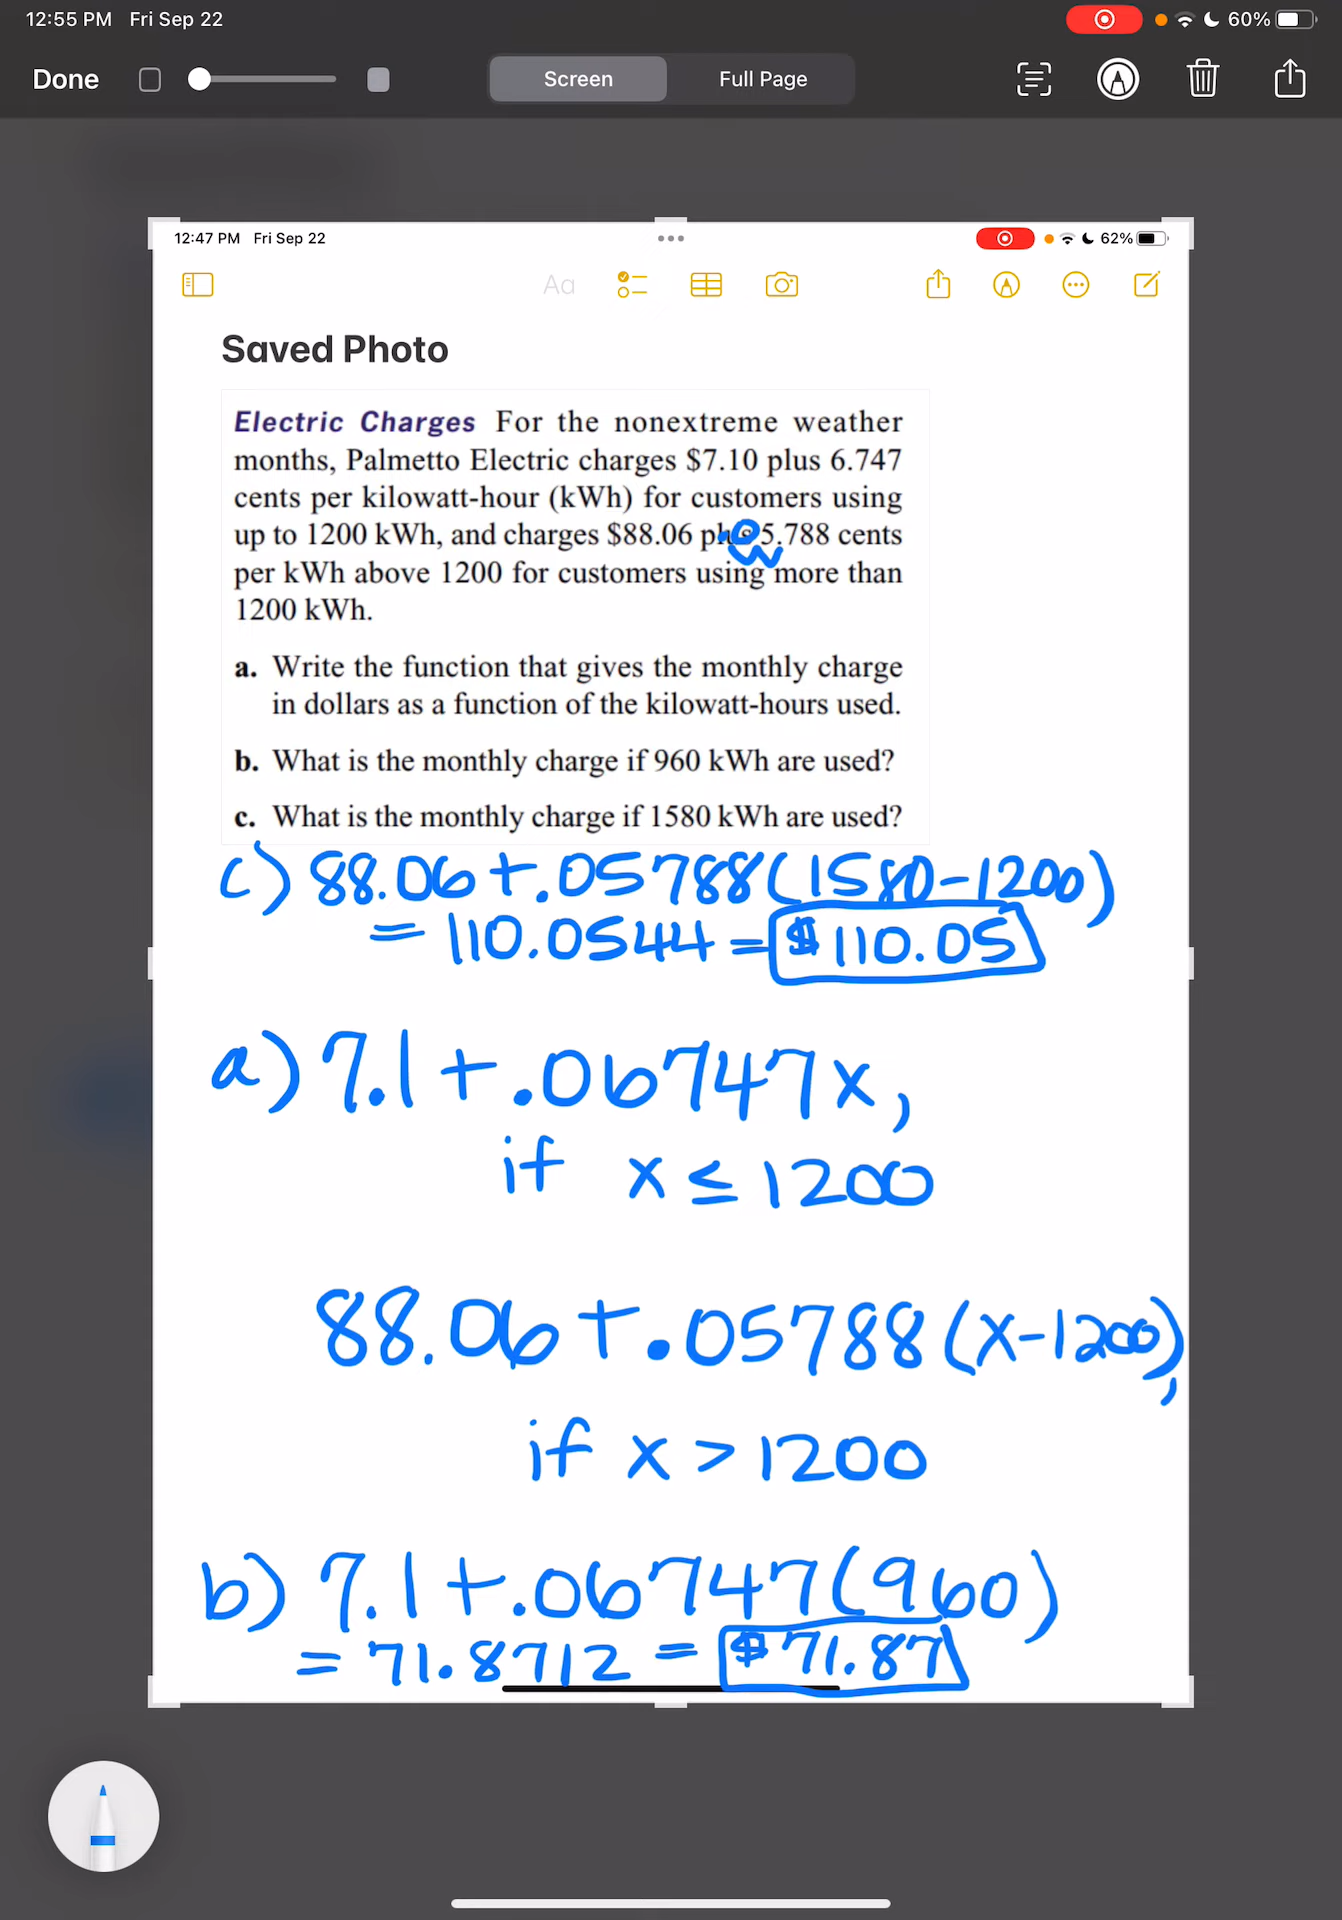 12:55 PM Fri Sep 22 60%
Done Screen Full Page
12:47 PM Fri Sep 22 62%
Aa
Saved Photo
Electric Charges For the nonextreme weather
months, Palmetto Electric charges $7.10 plus 6.747
cents per kilowatt-hour (kWh) for customers using
up to 1200 kWh, and charges $88.06 plus 5.788 cents
per kWh above 1200 for customers using more than
1200 kWh.
a. Write the function that gives the monthly charge
in dollars as a function of the kilowatt-hours used.
b. What is the monthly charge if 960 kWh are used?
c. What is the monthly charge if 1580 kWh are used?
c) 88.06+.05788(1580-1200)
= 110.0544 = $110.05
a) 7.1+.06747x,
if x ≤ 1200
88.06+.05788(x-1200),
if x > 1200
b) 7.1+.06747(960)
= 71.8712 = $71.87